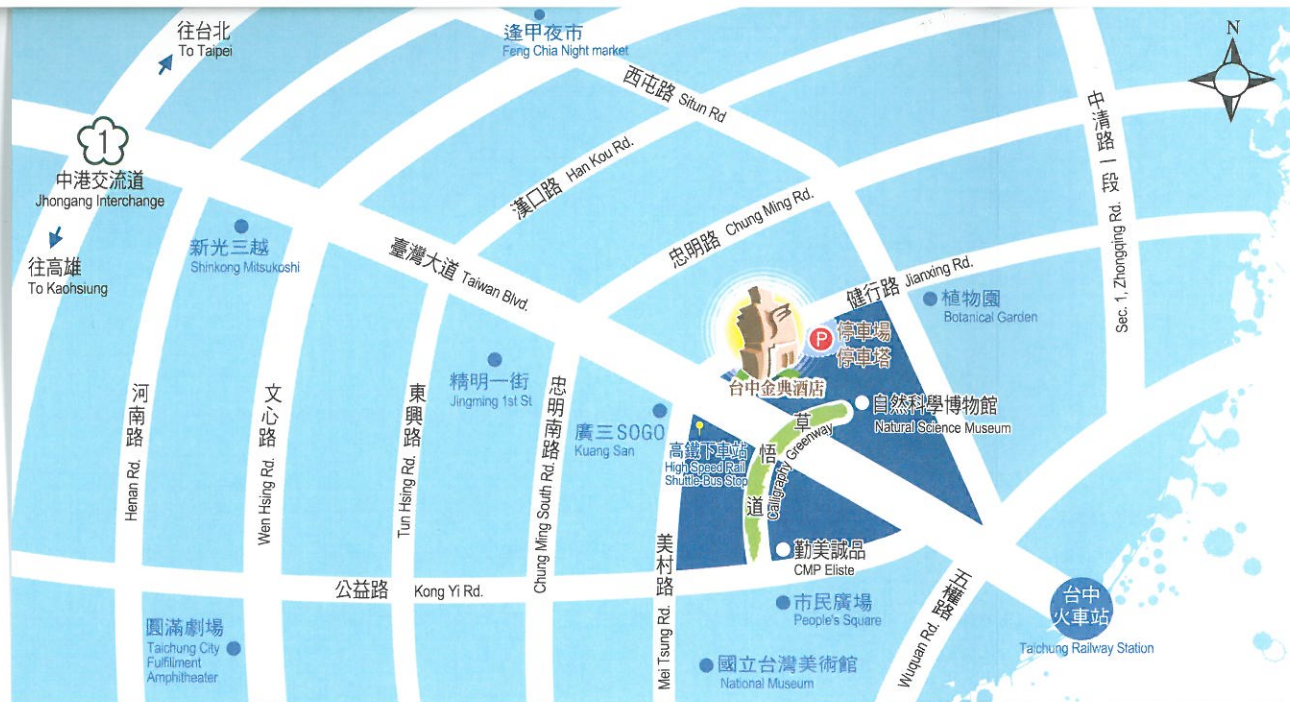 往台北
To Taipei
逢甲夜市
Feng Chia Night market
N
西屯路 Situn Rd
中清路一段
Sec. 1, Zhongqing Rd.
1
中港交流道
Jhongang Interchange
漢口路 Han Kou Rd.
忠明路 Chung Ming Rd.
新光三越
Shinkong Mitsukoshi
往高雄
To Kaohsiung
臺灣大道 Taiwan Blvd.
健行路 Jianxing Rd.
植物園
Botanical Garden
P
停車場
停車塔
台中金典酒店
精明一街
Jingming 1st St
河南路
Henan Rd.
文心路
Wen Hsing Rd.
東興路
Tun Hsing Rd.
忠明南路
Chung Ming South Rd.
廣三SOGO
Kuang San
高鐵下車站
High Speed Rail
Shuttle-Bus Stop
草悟道
Calligraphy Greenway
自然科學博物館
Natural Science Museum
勤美誠品
CMP Eliste
美村路
Mei Tsung Rd.
公益路 Kong Yi Rd.
市民廣場
People's Square
五權路
Wuquan Rd.
台中
火車站
Taichung Railway Station
圓滿劇場
Taichung City
Fulfillment
Amphitheater
國立台灣美術館
National Museum